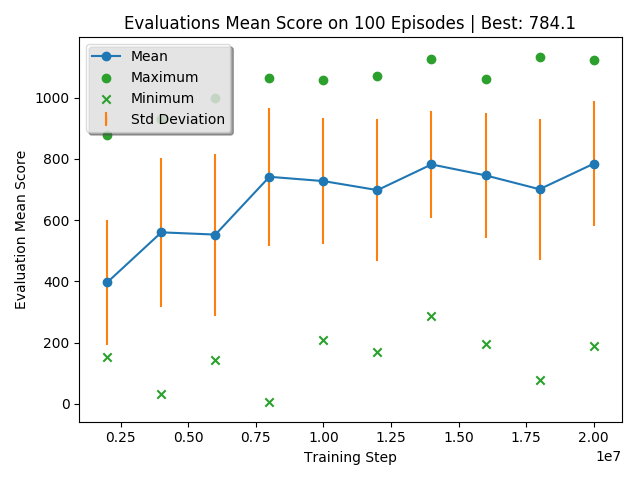 Evaluations Mean Score on 100 Episodes | Best: 784.1
Mean
Maximum
Minimum
Std Deviation
Evaluation Mean Score
1000
800
600
400
200
0
0.25 0.50 0.75 1.00 1.25 1.50 1.75 2.00
1e7
Training Step